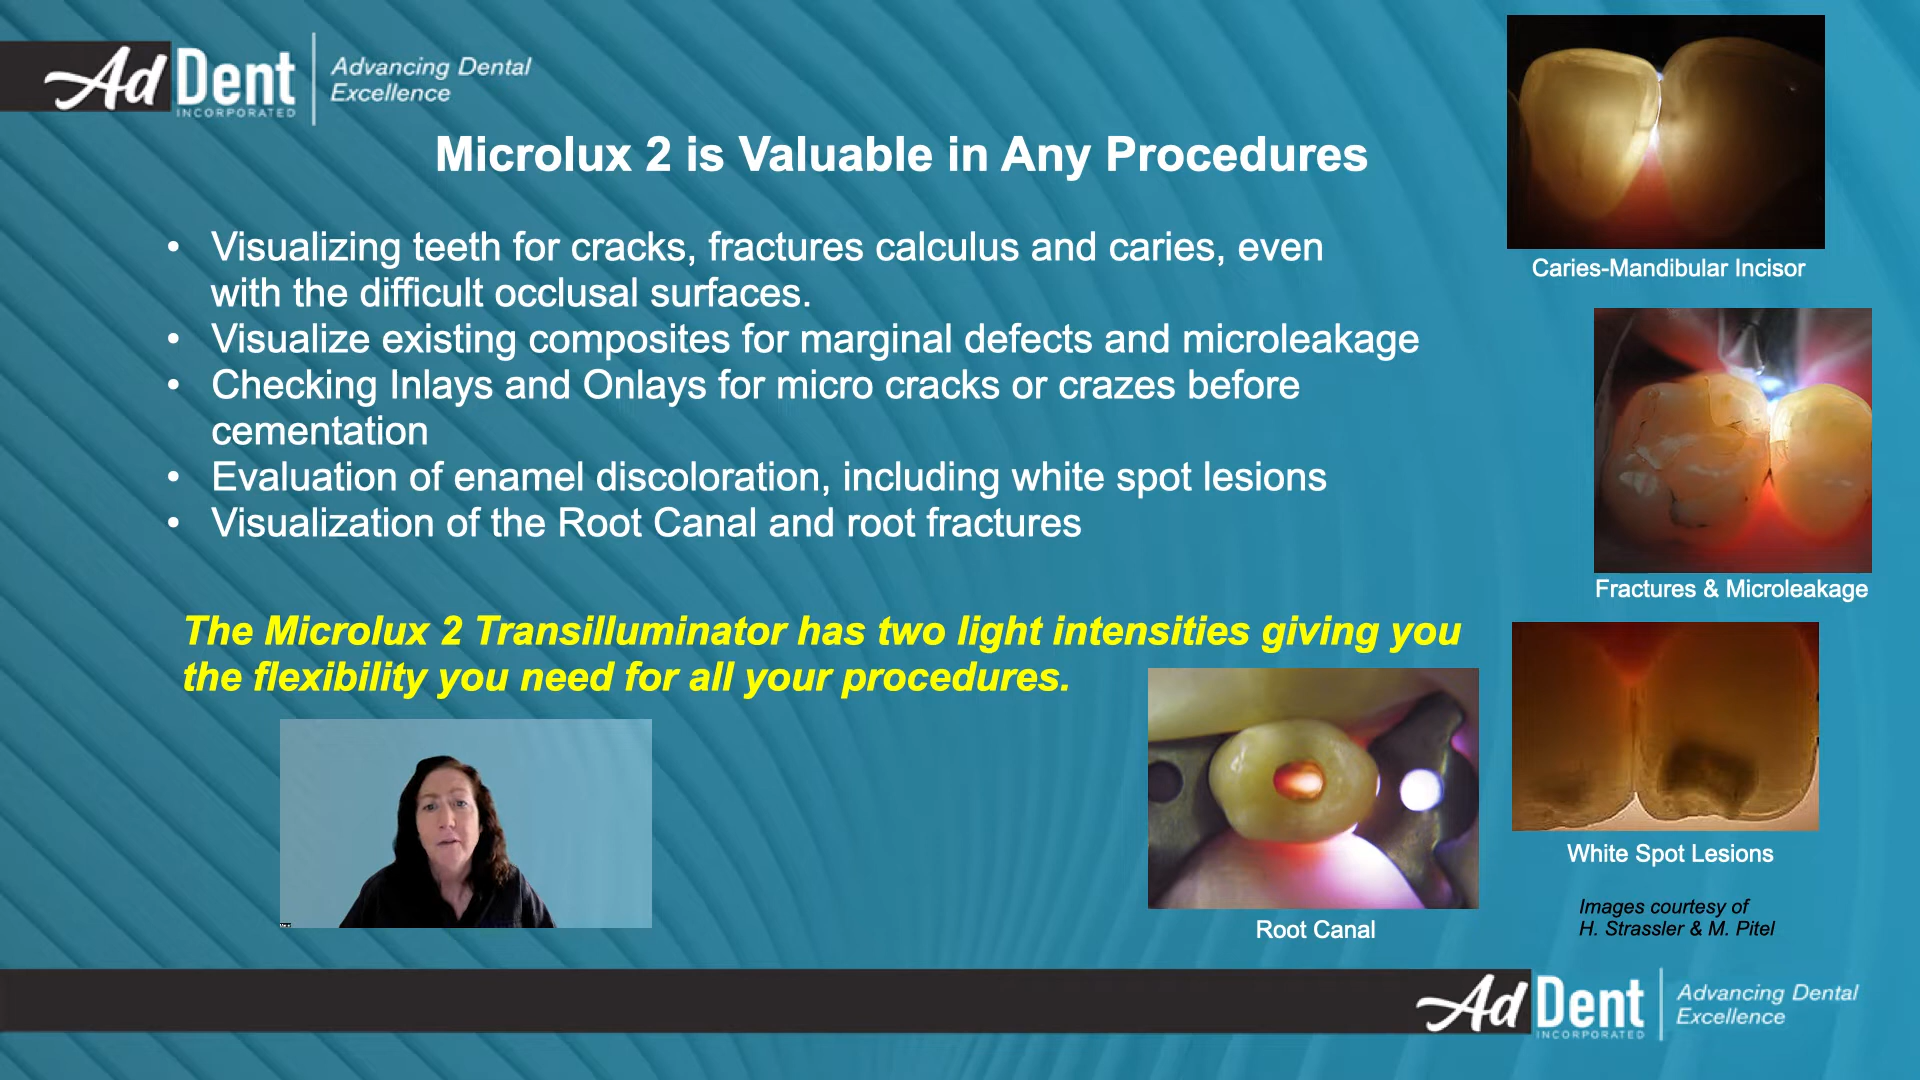 Ad Dent
INCORPORATED
Advancing Dental
Excellence
Microlux 2 is Valuable in Any Procedures
• Visualizing teeth for cracks, fractures calculus and caries, even
with the difficult occlusal surfaces.
• Visualize existing composites for marginal defects and microleakage
• Checking Inlays and Onlays for micro cracks or crazes before
cementation
• Evaluation of enamel discoloration, including white spot lesions
• Visualization of the Root Canal and root fractures
The Microlux 2 Transilluminator has two light intensities giving you
the flexibility you need for all your procedures.
Caries-Mandibular Incisor
Fractures & Microleakage
White Spot Lesions
Root Canal
Images courtesy of
H. Strassler & M. Pitel
Ad Dent
INCORPORATED
Advancing Dental
Excellence